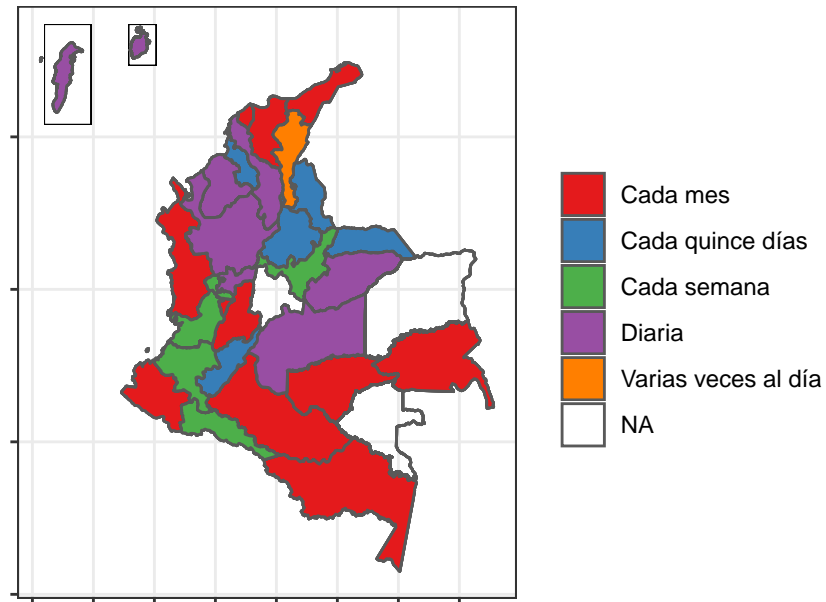 Cada mes
Cada quince días
Cada semana
Diaria
Varias veces al día
NA